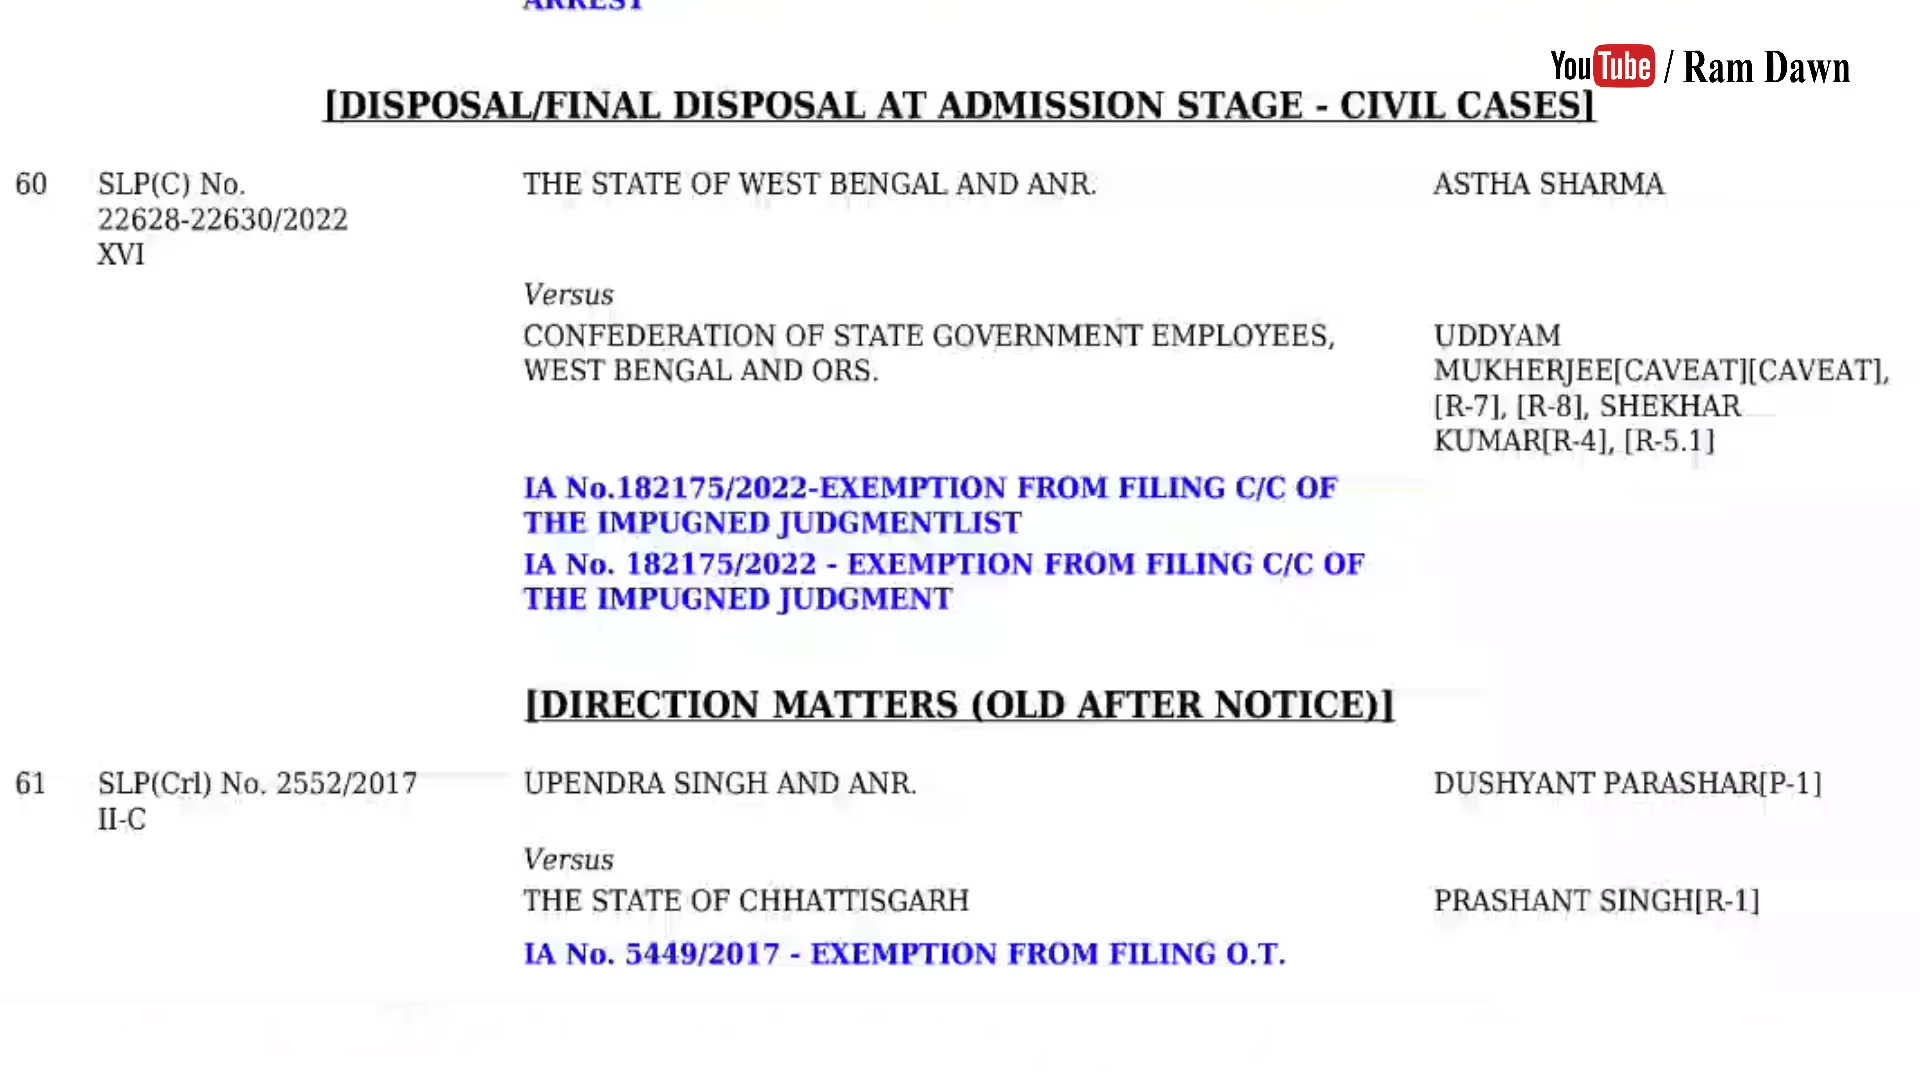 ARREST
YouTube / Ram Dawn
[DISPOSAL/FINAL DISPOSAL AT ADMISSION STAGE - CIVIL CASES]
60 SLP(C) No. THE STATE OF WEST BENGAL AND ANR. ASTHA SHARMA
22628-22630/2022
XVI
Versus
CONFEDERATION OF STATE GOVERNMENT EMPLOYEES, UDDYAM
WEST BENGAL AND ORS. MUKHERJEE[CAVEAT][CAVEAT],
[R-7], [R-8], SHEKHAR
KUMAR[R-4], [R-5.1]
IA No.182175/2022-EXEMPTION FROM FILING C/C OF
THE IMPUGNED JUDGMENTLIST
IA No. 182175/2022 - EXEMPTION FROM FILING C/C OF
THE IMPUGNED JUDGMENT
[DIRECTION MATTERS (OLD AFTER NOTICE)]
61 SLP(Crl) No. 2552/2017 UPENDRA SINGH AND ANR. DUSHYANT PARASHAR[P-1]
II-C
Versus
THE STATE OF CHHATTISGARH PRASHANT SINGH[R-1]
IA No. 5449/2017 - EXEMPTION FROM FILING O.T.